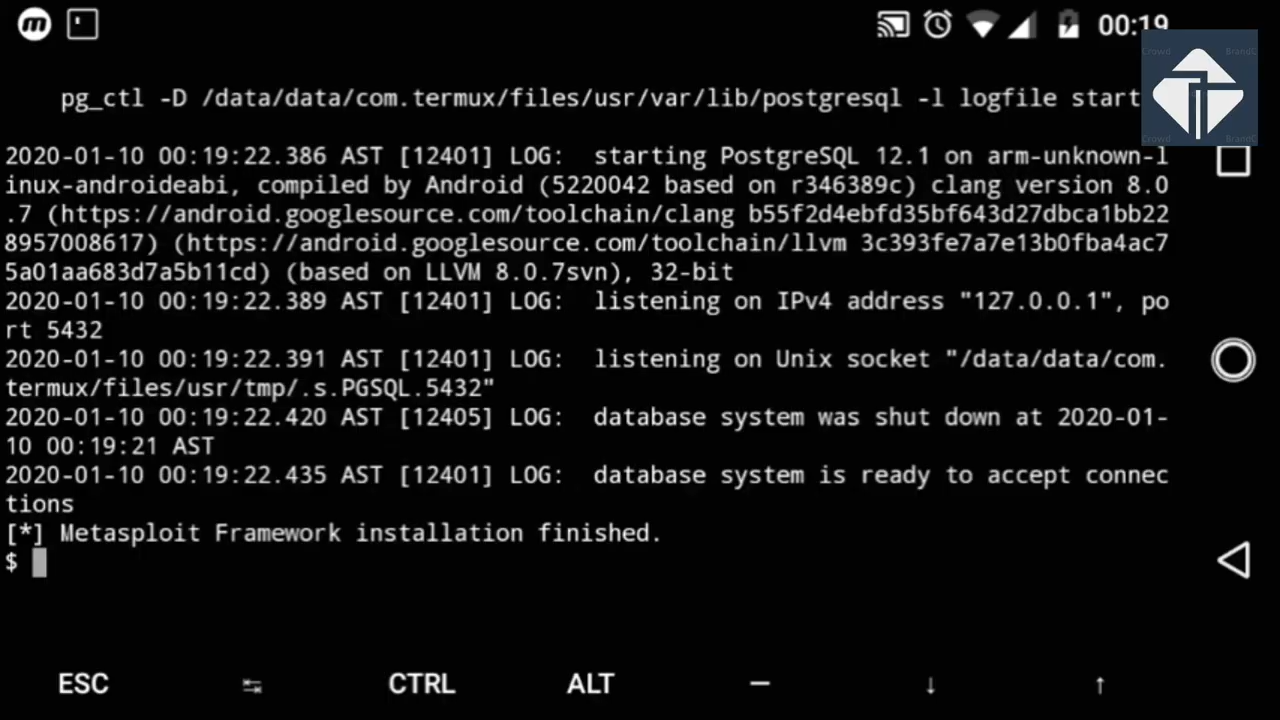 00:19
Crowd BrandC
pg_ctl -D /data/data/com.termux/files/usr/var/lib/postgresql -l logfile start
2020-01-10 00:19:22.386 AST [12401] LOG:  starting PostgreSQL 12.1 on arm-unknown-l
inux-androideabi, compiled by Android (5220042 based on r346389c) clang version 8.0
.7 (https://android.googlesource.com/toolchain/clang b55f2d4ebfd35bf643d27dbca1bb22
8957008617) (https://android.googlesource.com/toolchain/llvm 3c393fe7a7e13b0fba4ac7
5a01aa683d7a5b11cd) (based on LLVM 8.0.7svn), 32-bit
2020-01-10 00:19:22.389 AST [12401] LOG:  listening on IPv4 address "127.0.0.1", po
rt 5432
2020-01-10 00:19:22.391 AST [12401] LOG:  listening on Unix socket "/data/data/com.
termux/files/usr/tmp/.s.PGSQL.5432"
2020-01-10 00:19:22.420 AST [12405] LOG:  database system was shut down at 2020-01-
10 00:19:21 AST
2020-01-10 00:19:22.435 AST [12401] LOG:  database system is ready to accept connec
tions
[*] Metasploit Framework installation finished.
$
ESC ⇆ CTRL ALT — ↓ ↑